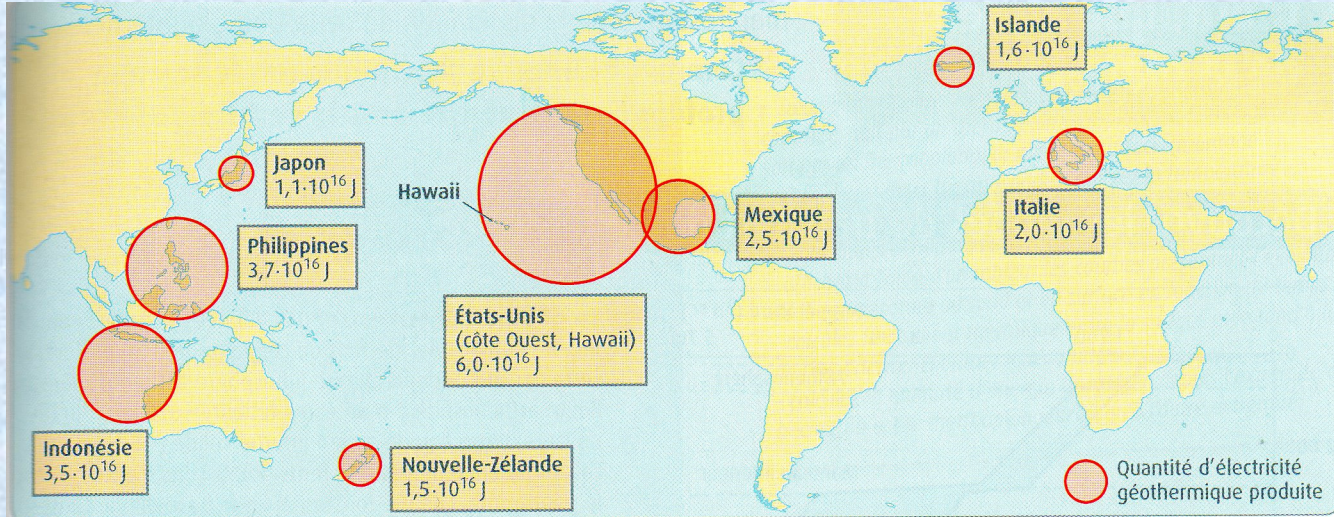 Islande
1,6·10¹⁶ J
Japon
1,1·10¹⁶ J
Hawaii
Mexique
2,5·10¹⁶ J
Italie
2,0·10¹⁶ J
Philippines
3,7·10¹⁶ J
États-Unis
(côte Ouest, Hawaii)
6,0·10¹⁶ J
Indonésie
3,5·10¹⁶ J
Nouvelle-Zélande
1,5·10¹⁶ J
Quantité d'électricité
géothermique produite